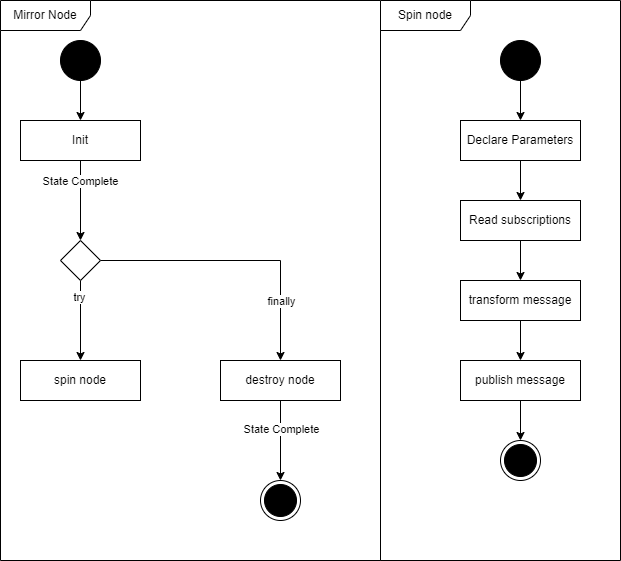 Mirror Node
Init
State Complete
try
finally
spin node
destroy node
State Complete
Spin node
Declare Parameters
Read subscriptions
transform message
publish message